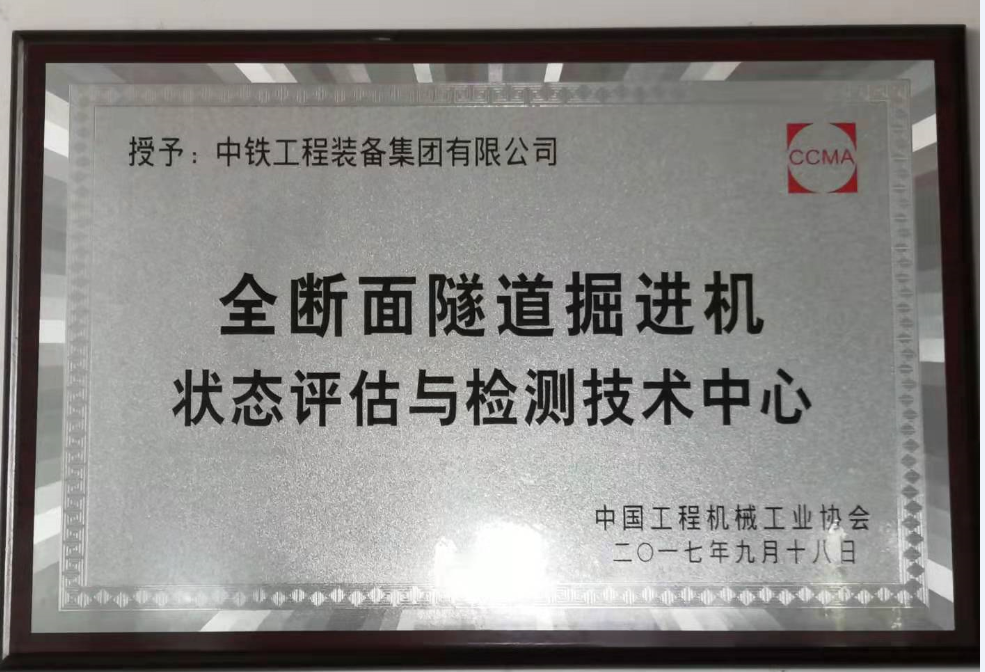 授予：中铁工程装备集团有限公司
CCMA
全断面隧道掘进机
状态评估与检测技术中心
中国工程机械工业协会
二〇一七年九月十八日